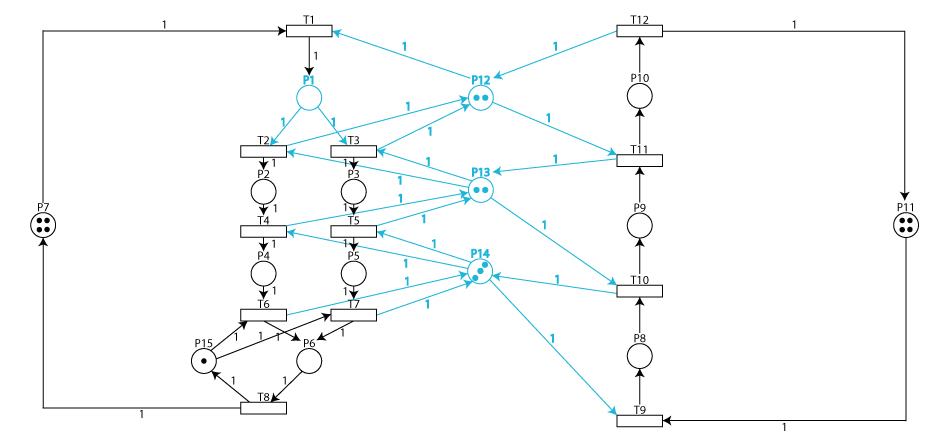 1 T1 T12 1
1 1
1
P1 P12 P10
1 1 1 1
T2 T3 1 T11
1 1 1 1
P2 P3 1 P13 P9
P7 1 1 1 P11
T4 T5 1 1
1 1 1
P4 P5 1 P14
1 1 1 1 T10
T6 T7 1
P15 1 1 1 1 P6 1 P8
1 1
T8 T9
1 1